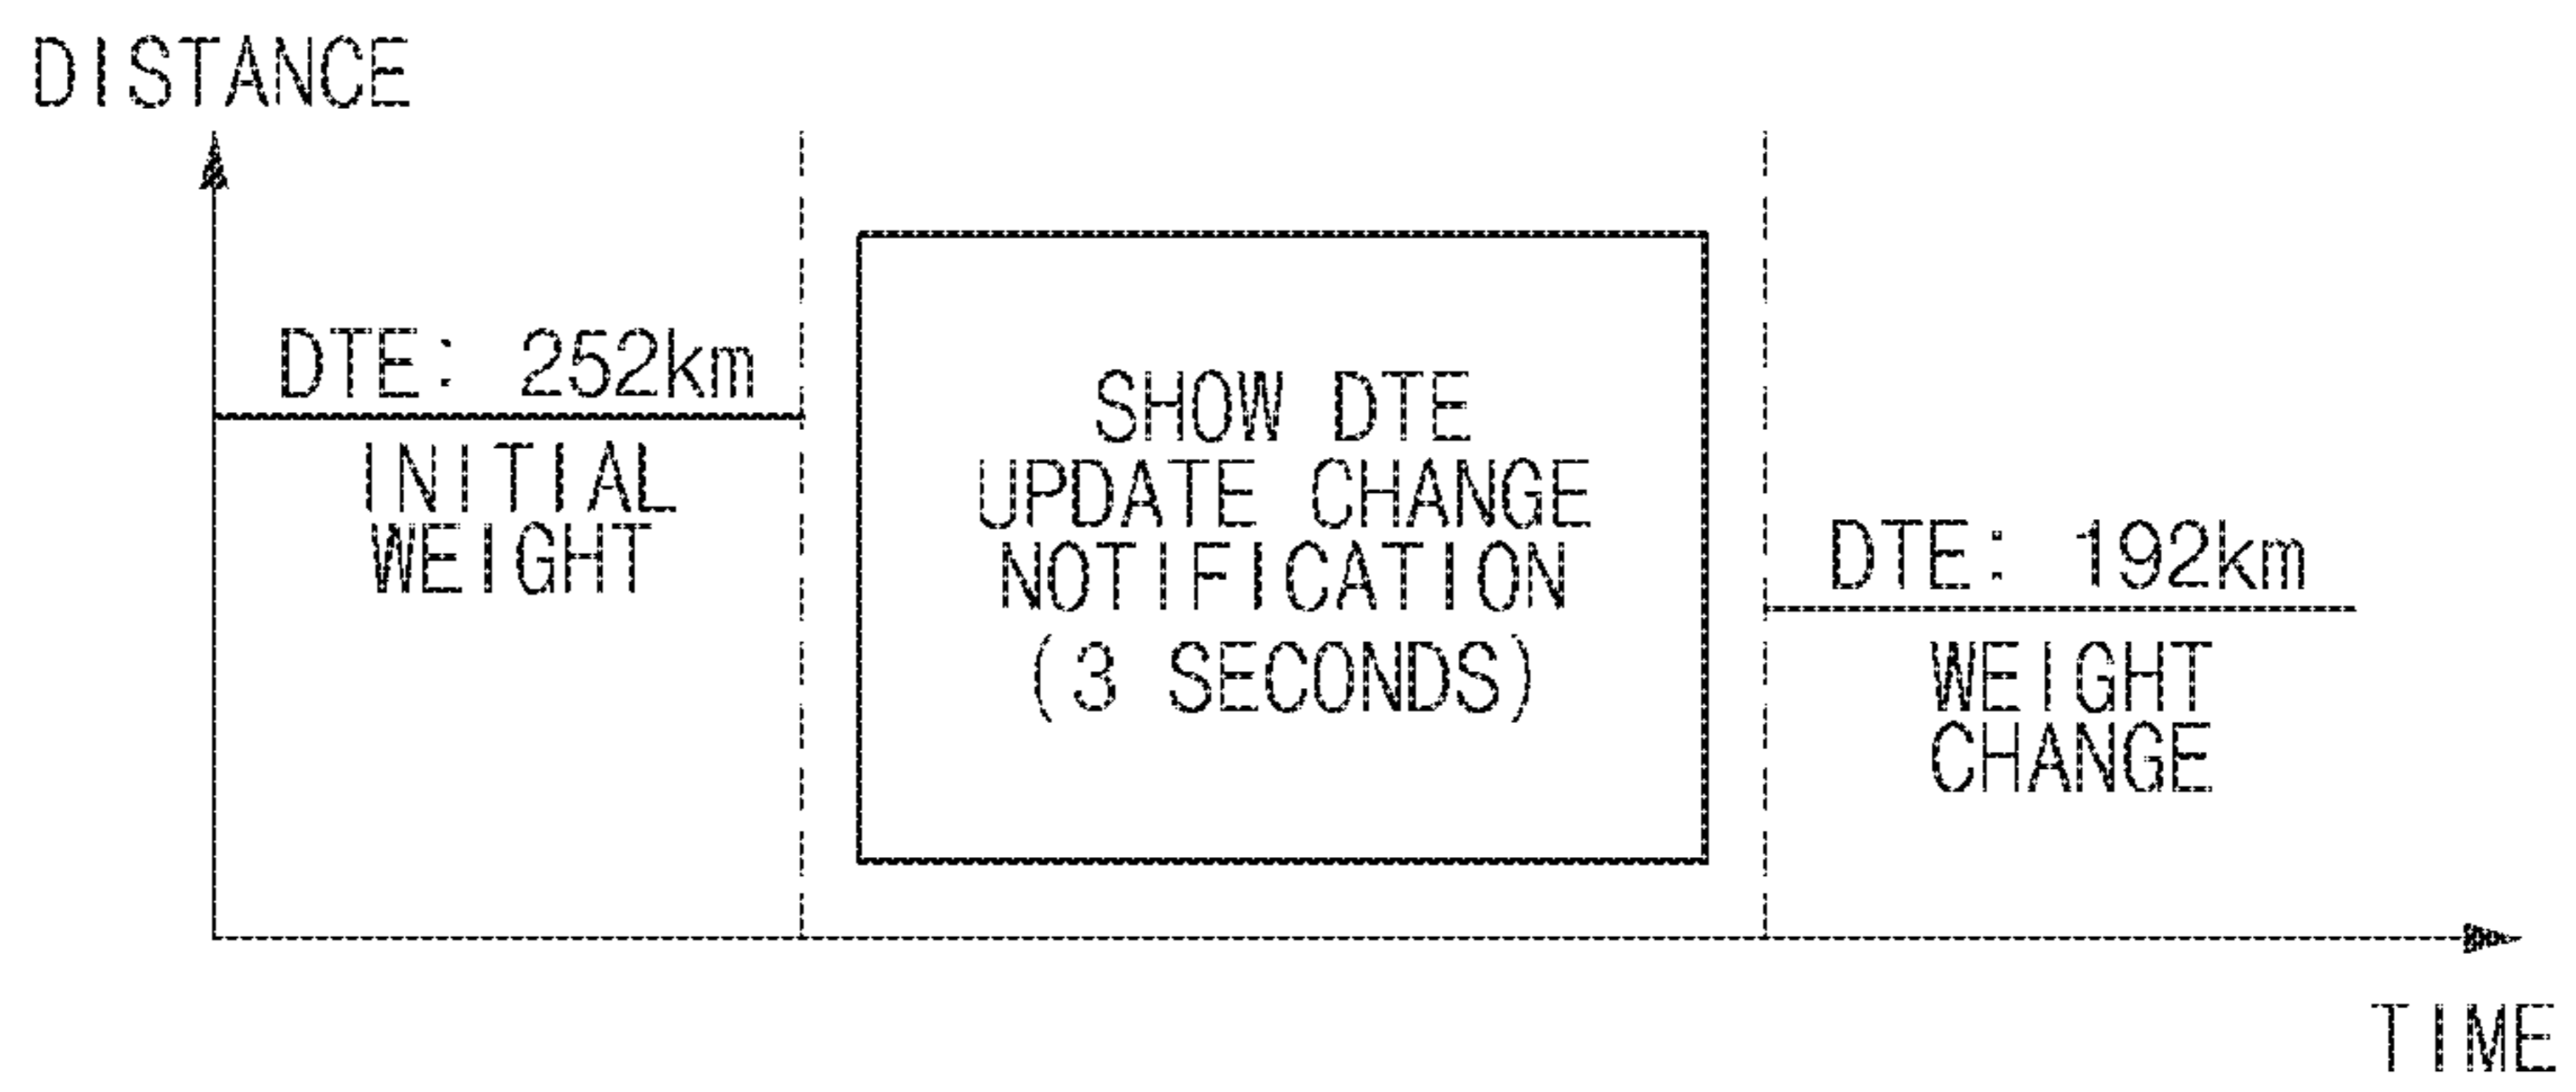 DISTANCE
DTE: 252km
INITIAL
WEIGHT
SHOW DTE
UPDATE CHANGE
NOTIFICATION
(3 SECONDS)
DTE: 192km
WEIGHT
CHANGE
TIME